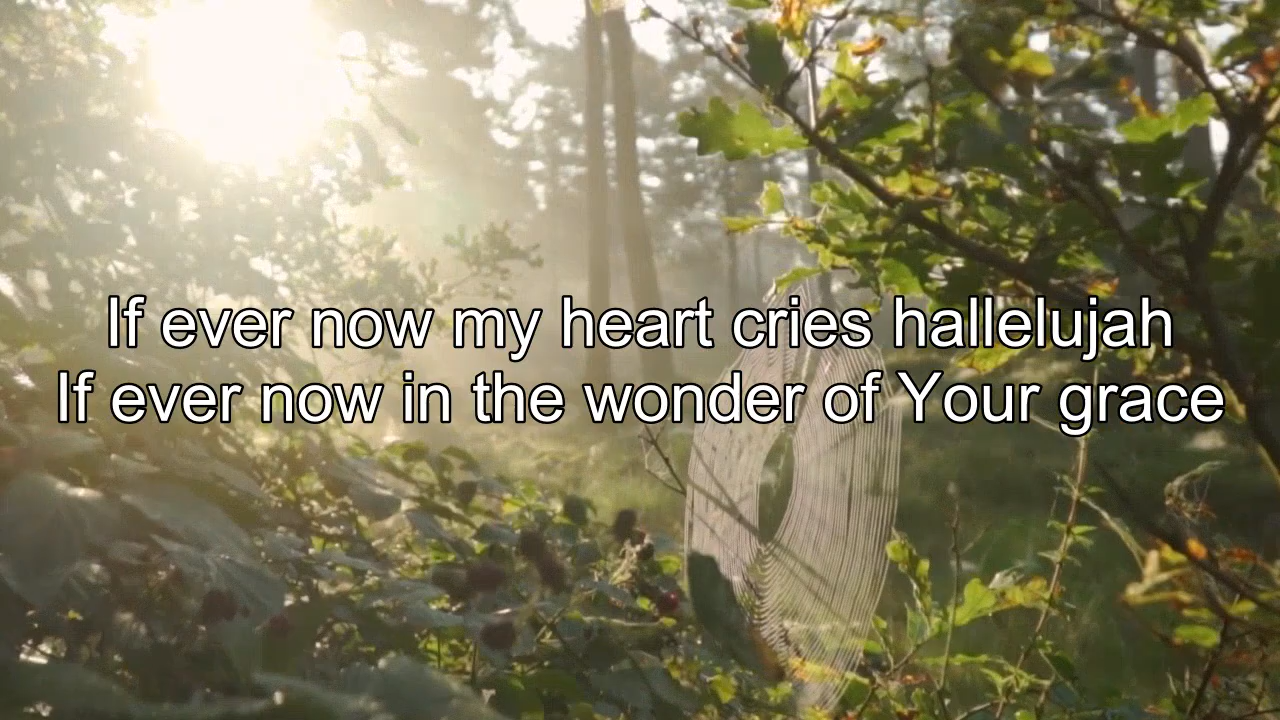 If ever now my heart cries hallelujah
If ever now in the wonder of Your grace